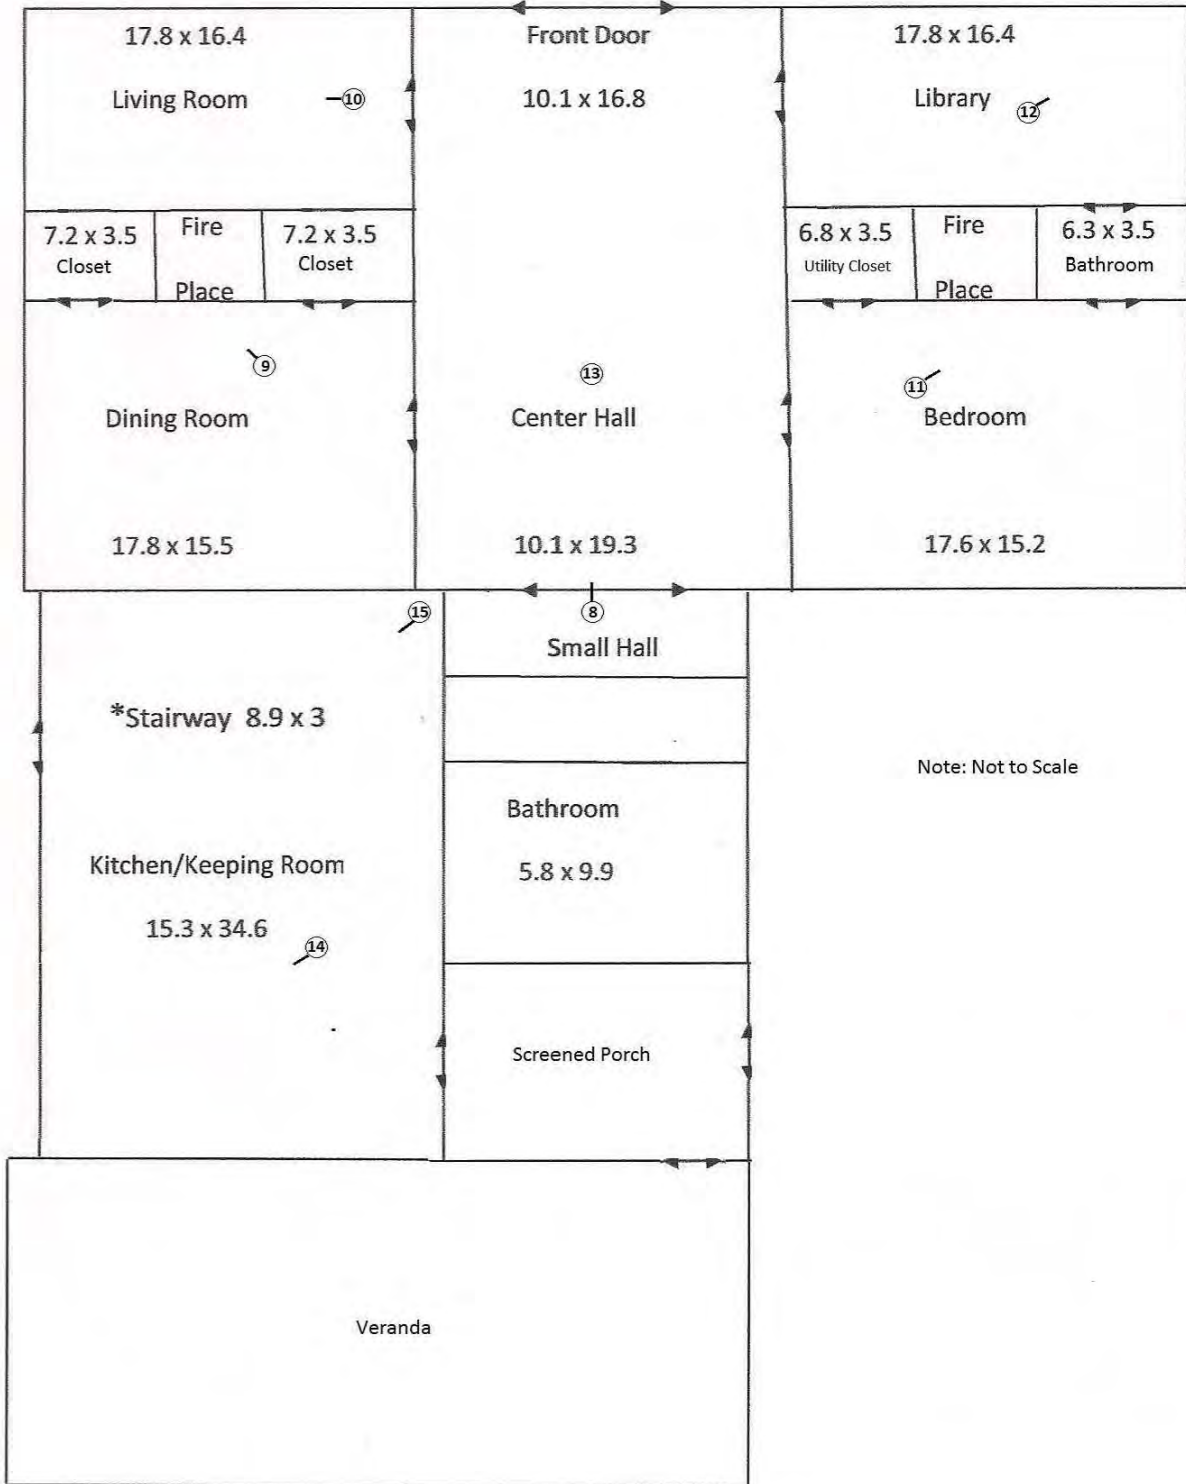 17.8 x 16.4
Living Room
10
Front Door
10.1 x 16.8
17.8 x 16.4
Library
12
7.2 x 3.5
Closet
Fire
Place
7.2 x 3.5
Closet
6.8 x 3.5
Utility Closet
Fire
Place
6.3 x 3.5
Bathroom
9
Dining Room
17.8 x 15.5
13
Center Hall
10.1 x 19.3
11
Bedroom
17.6 x 15.2
15
8
Small Hall
*Stairway 8.9 x 3
Note: Not to Scale
Bathroom
5.8 x 9.9
Kitchen/Keeping Room
15.3 x 34.6
14
Screened Porch
Veranda